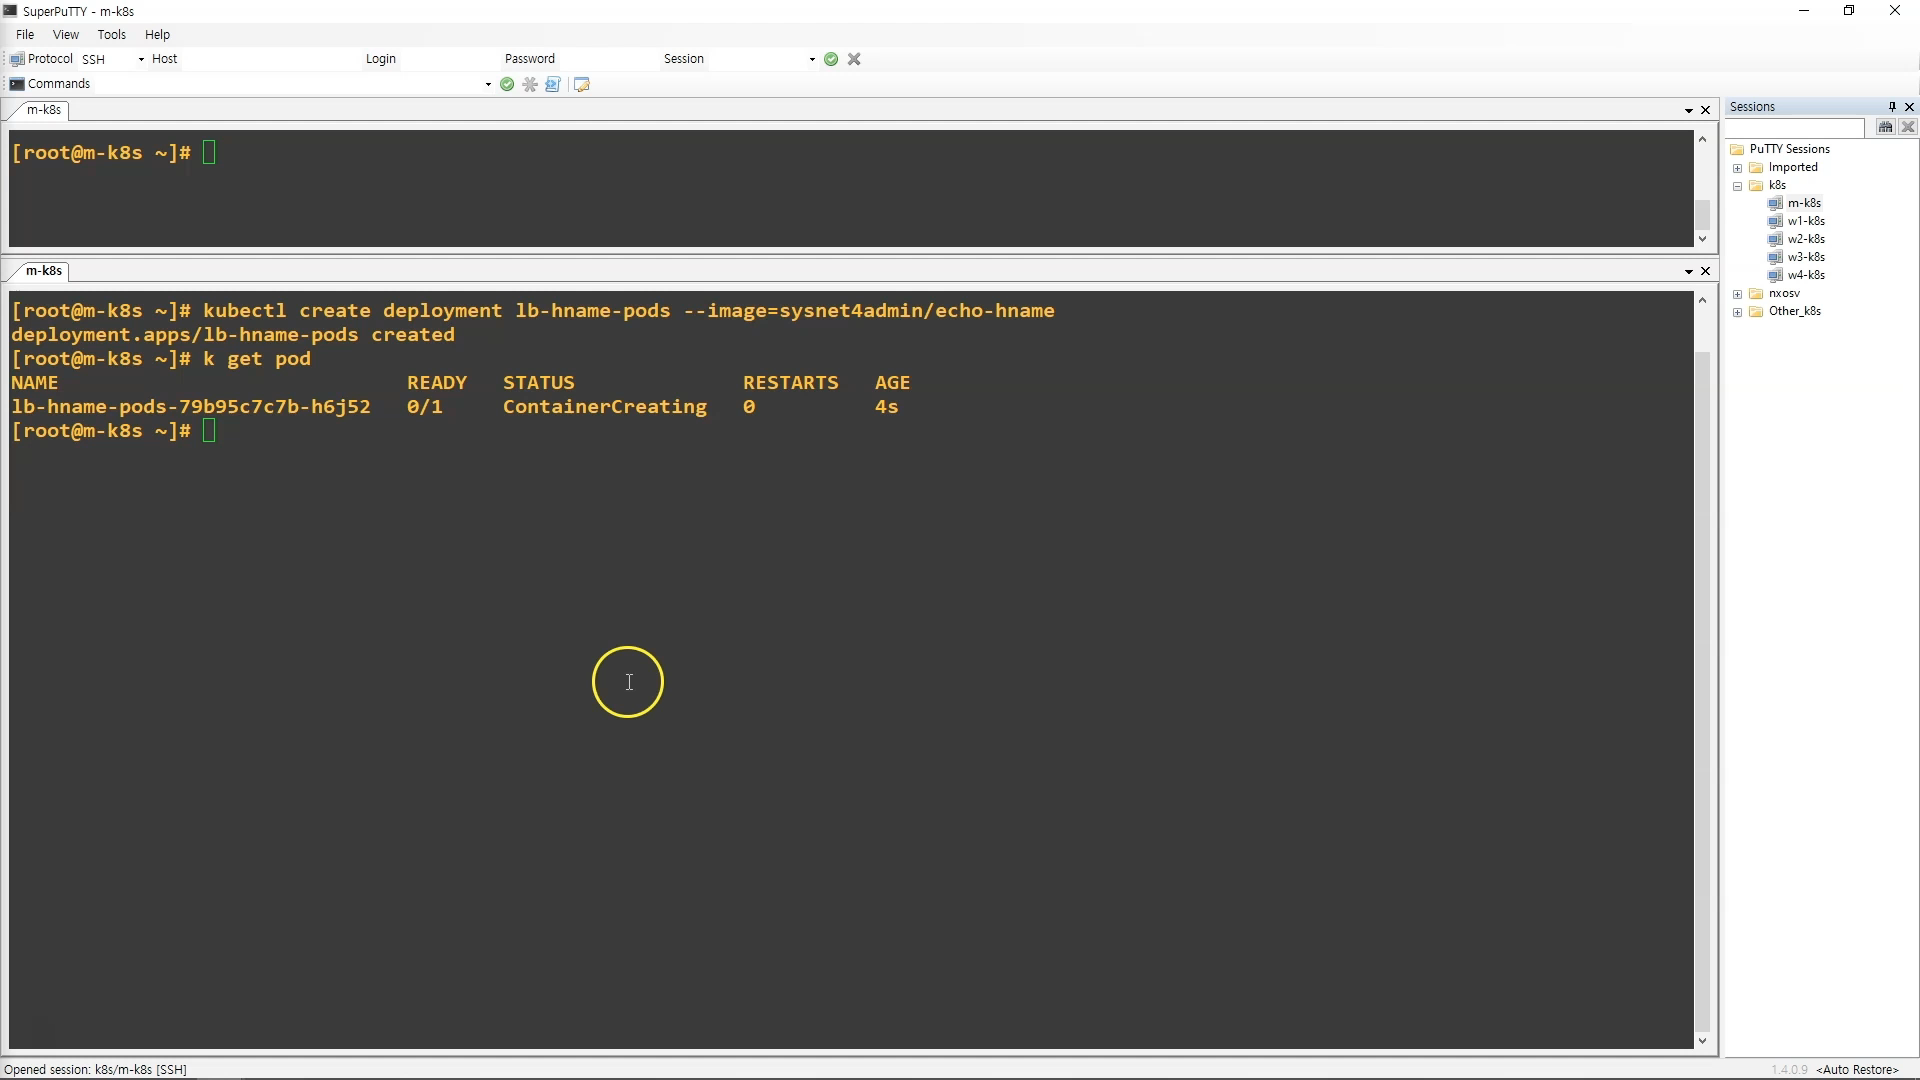 SuperPuTTY - m-k8s
File View Tools Help
Protocol SSH Host Login Password Session
Commands
m-k8s
[root@m-k8s ~]#
m-k8s
[root@m-k8s ~]# kubectl create deployment lb-hname-pods --image=sysnet4admin/echo-hname
deployment.apps/lb-hname-pods created
[root@m-k8s ~]# k get pod
NAME READY STATUS RESTARTS AGE
lb-hname-pods-79b95c7c7b-h6j52 0/1 ContainerCreating 0 4s
[root@m-k8s ~]#
Sessions
PuTTY Sessions
Imported
k8s
m-k8s
w1-k8s
w2-k8s
w3-k8s
w4-k8s
nxosv
Other_k8s
Opened session: k8s/m-k8s [SSH]
1.4.0.9 <Auto Restore>